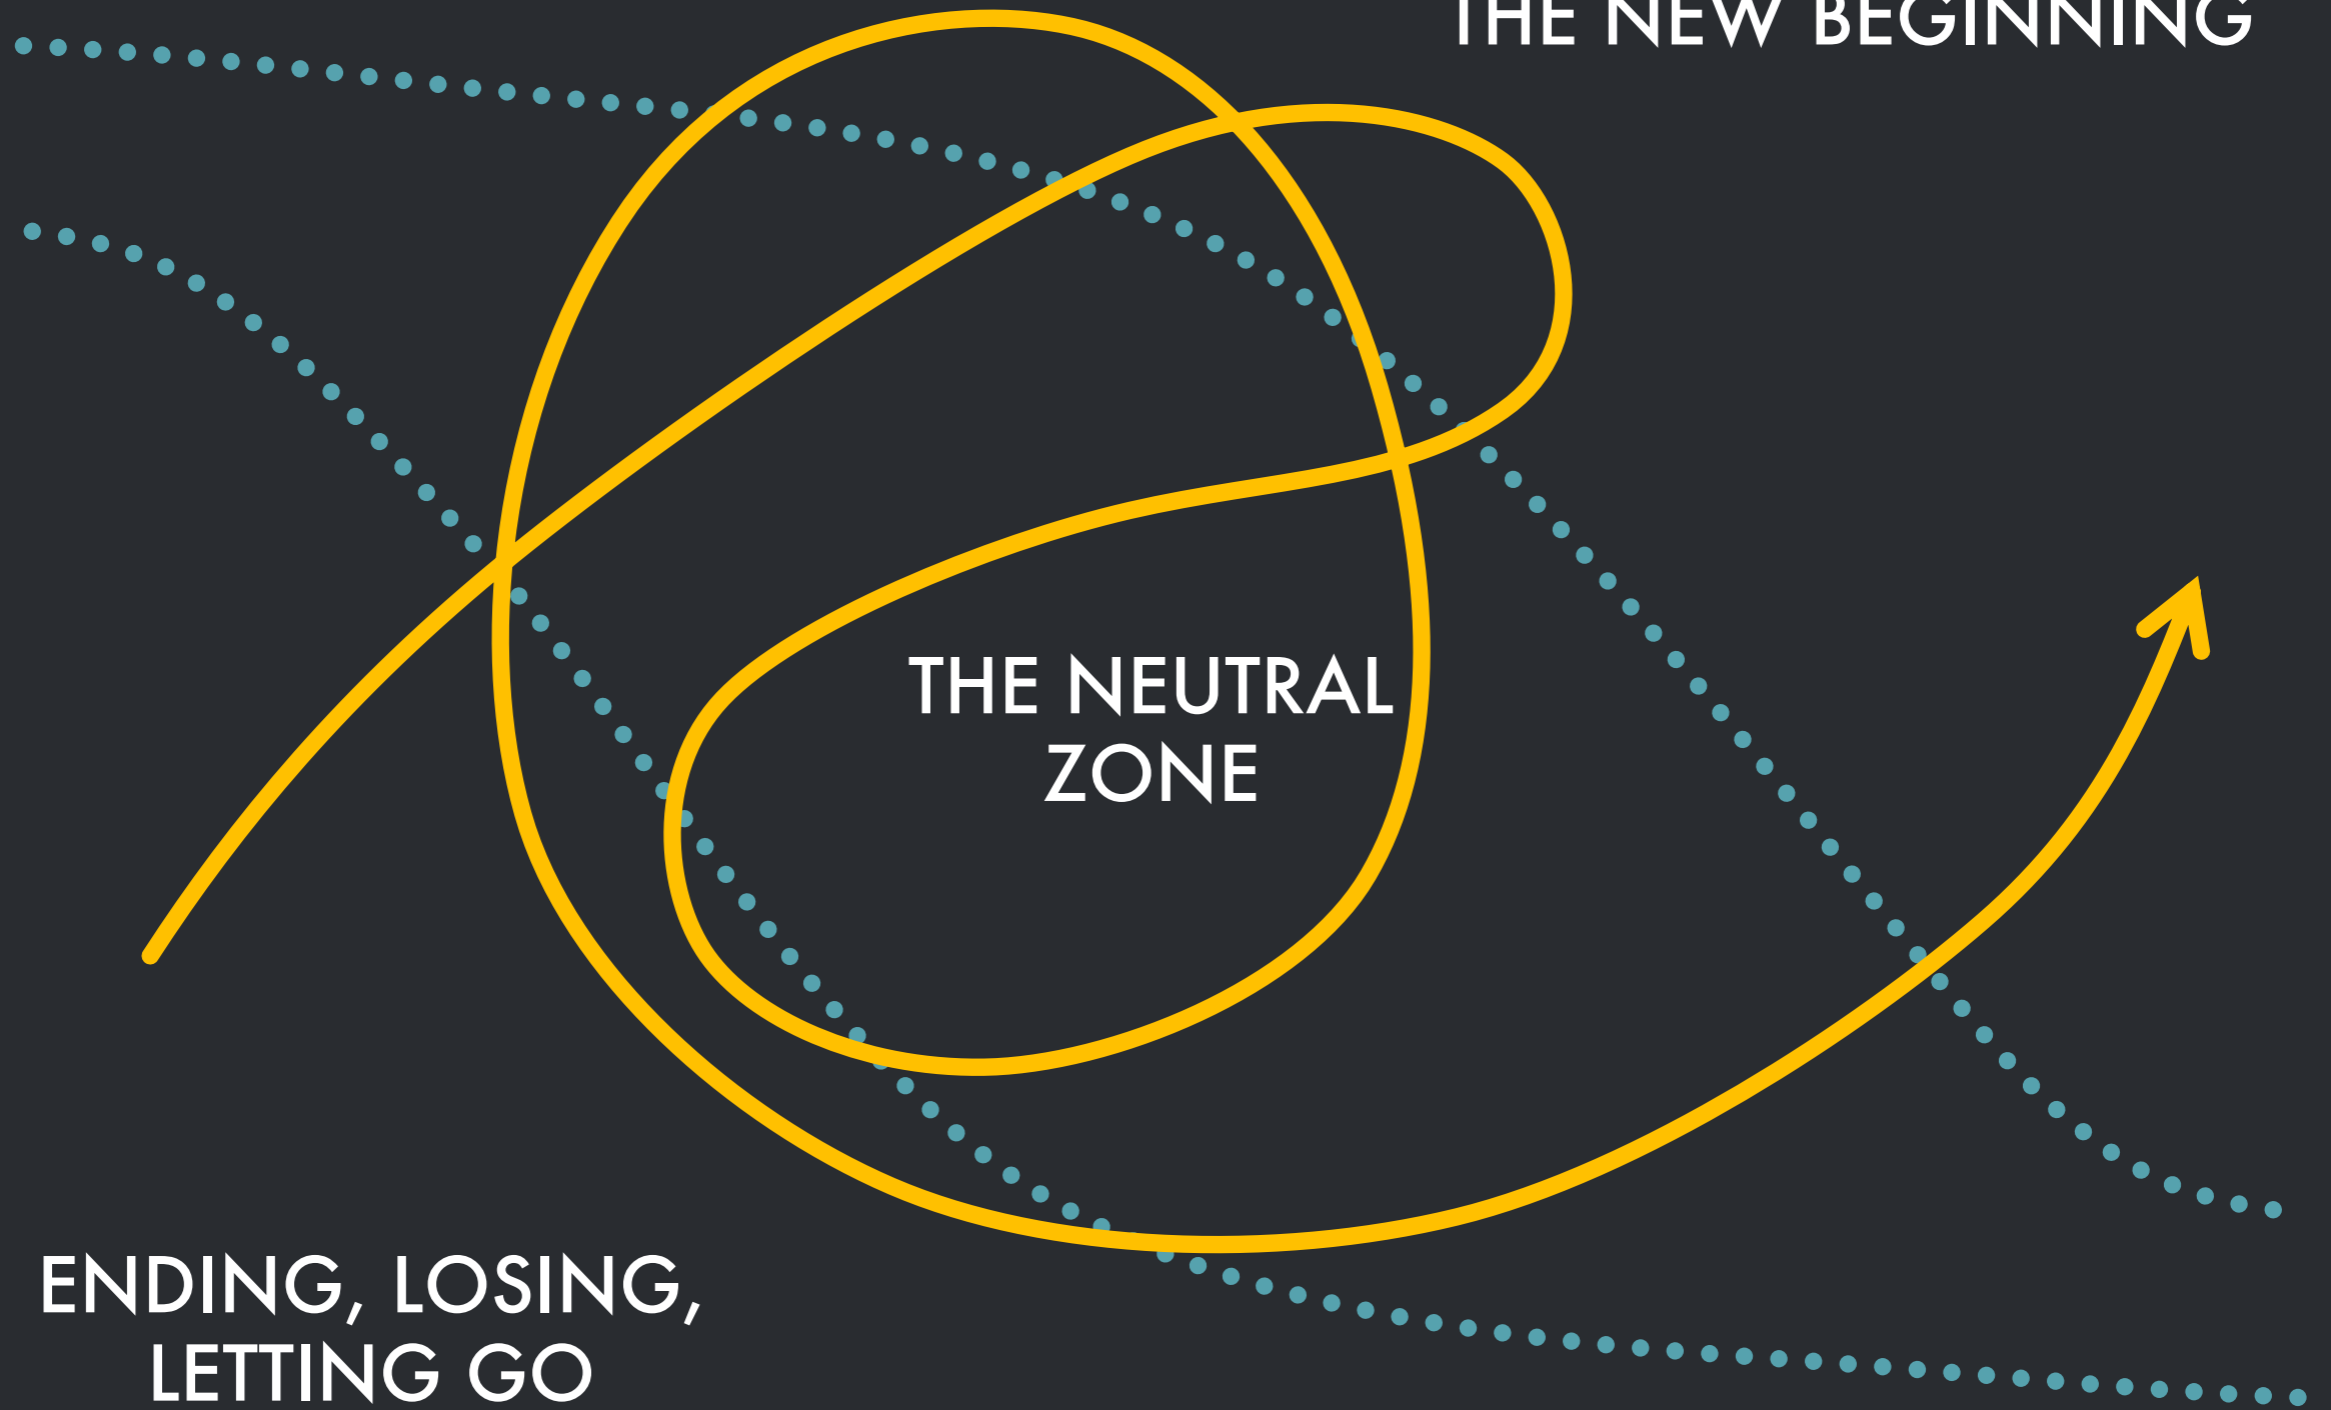 THE NEW BEGINNING
THE NEUTRAL
ZONE
ENDING, LOSING,
LETTING GO